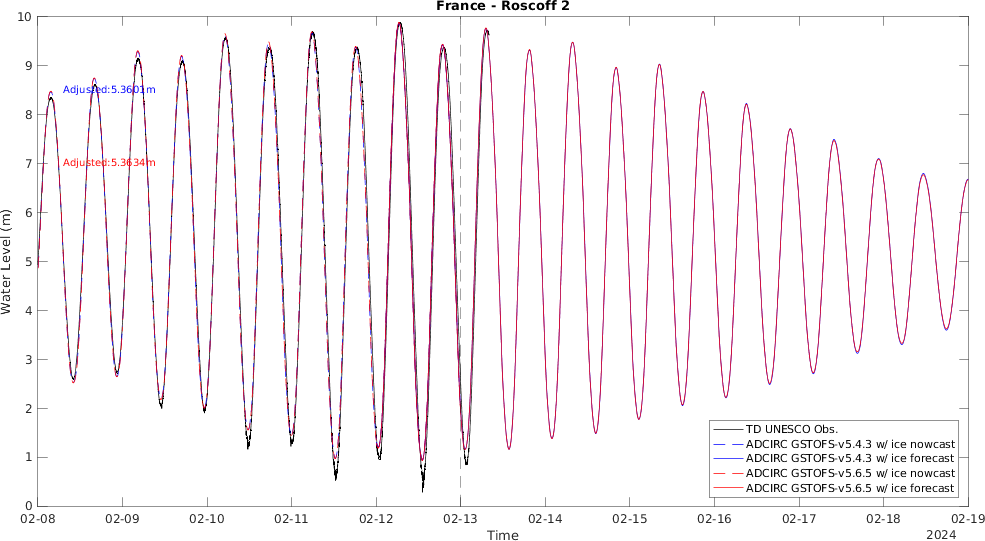 France - Roscoff 2
10
9
8
7
6
5
4
3
2
1
0
Water Level (m)
Adjusted:5.3601m
Adjusted:5.3634m
TD UNESCO Obs.
ADCIRC GSTOFS-v5.4.3 w/ ice nowcast
ADCIRC GSTOFS-v5.4.3 w/ ice forecast
ADCIRC GSTOFS-v5.6.5 w/ ice nowcast
ADCIRC GSTOFS-v5.6.5 w/ ice forecast
02-08 02-09 02-10 02-11 02-12 02-13 02-14 02-15 02-16 02-17 02-18 02-19
Time
2024